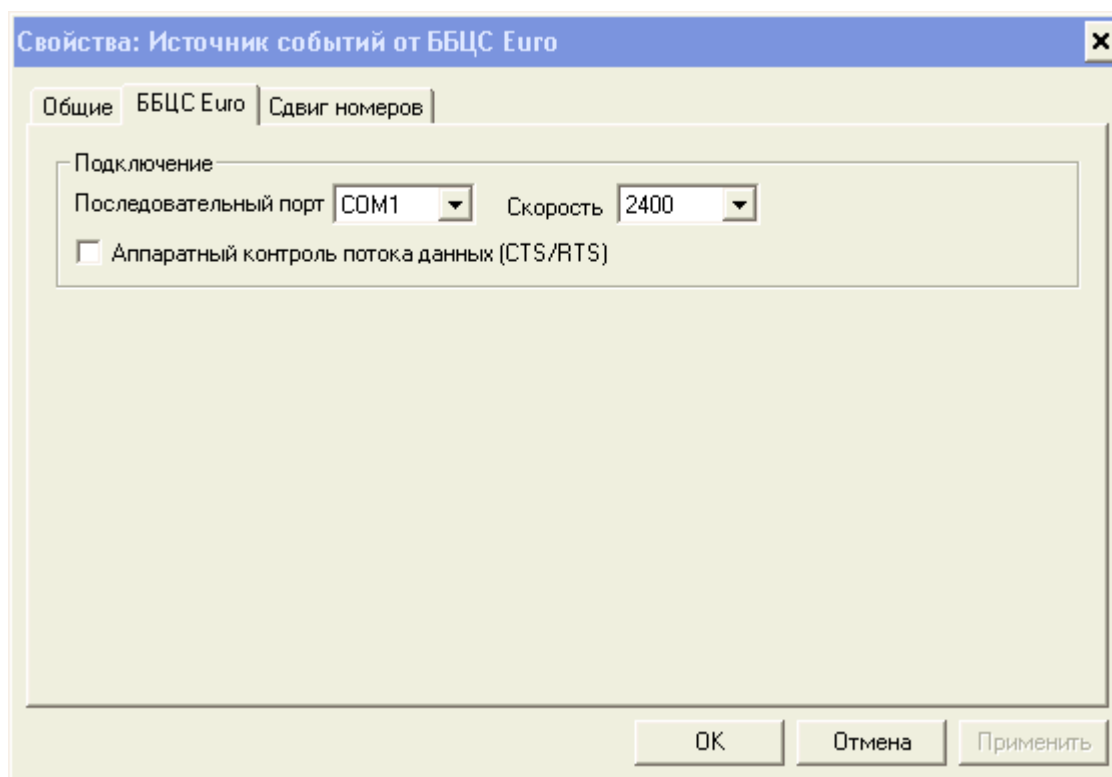 Свойства: Источник событий от ББЦС Euro
Общие ББЦС Euro Сдвиг номеров
Подключение
Последовательный порт COM1 Скорость 2400
Аппаратный контроль потока данных (CTS/RTS)
OK Отмена Применить